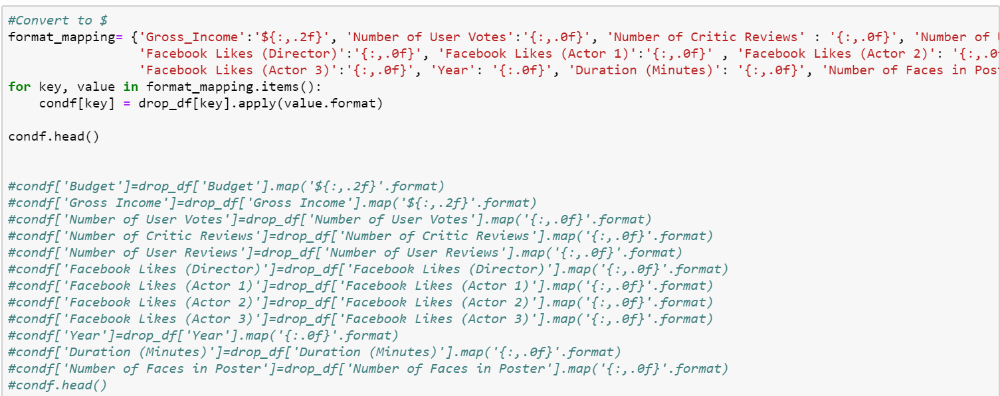 #Convert to $
format_mapping= {'Gross_Income':'${:,.2f}', 'Number of User Votes':'{:,.0f}', 'Number of Critic Reviews' : '{:,.0f}', 'Number of
'Facebook Likes (Director)':'{:,.0f}', 'Facebook Likes (Actor 1)':'{:,.0f}' , 'Facebook Likes (Actor 2)': '{:,.0
'Facebook Likes (Actor 3)':'{:,.0f}', 'Year': '{:.0f}', 'Duration (Minutes)': '{:,.0f}', 'Number of Faces in Pos
for key, value in format_mapping.items():
    condf[key] = drop_df[key].apply(value.format)
condf.head()
#condf['Budget']=drop_df['Budget'].map('${:,.2f}'.format)
#condf['Gross Income']=drop_df['Gross Income'].map('${:,.2f}'.format)
#condf['Number of User Votes']=drop_df['Number of User Votes'].map('{:,.0f}'.format)
#condf['Number of Critic Reviews']=drop_df['Number of Critic Reviews'].map('{:,.0f}'.format)
#condf['Number of User Reviews']=drop_df['Number of User Reviews'].map('{:,.0f}'.format)
#condf['Facebook Likes (Director)']=drop_df['Facebook Likes (Director)'].map('{:,.0f}'.format)
#condf['Facebook Likes (Actor 1)']=drop_df['Facebook Likes (Actor 1)'].map('{:,.0f}'.format)
#condf['Facebook Likes (Actor 2)']=drop_df['Facebook Likes (Actor 2)'].map('{:,.0f}'.format)
#condf['Facebook Likes (Actor 3)']=drop_df['Facebook Likes (Actor 3)'].map('{:,.0f}'.format)
#condf['Year']=drop_df['Year'].map('{:.0f}'.format)
#condf['Duration (Minutes)']=drop_df['Duration (Minutes)'].map('{:,.0f}'.format)
#condf['Number of Faces in Poster']=drop_df['Number of Faces in Poster'].map('{:,.0f}'.format)
#condf.head()